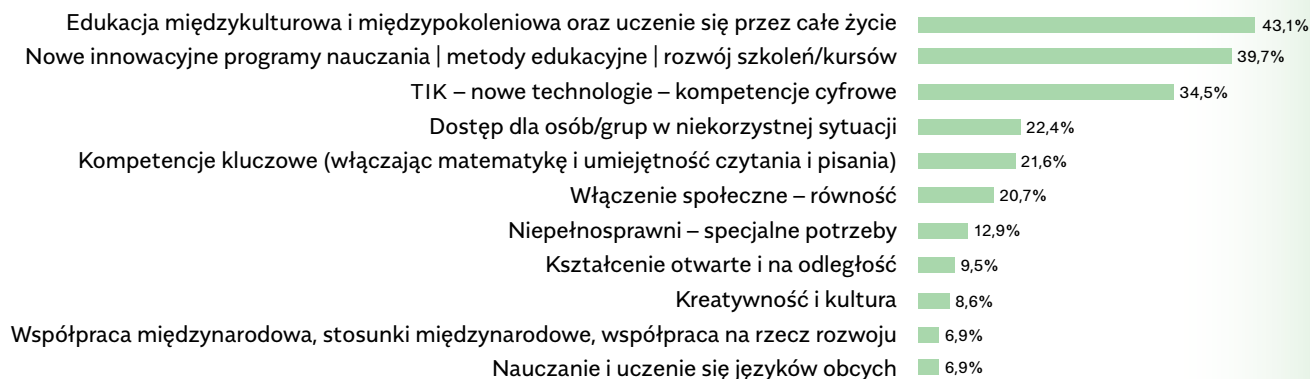 Edukacja międzykulturowa i międzypokoleniowa oraz uczenie się przez całe życie 43,1%
Nowe innowacyjne programy nauczania | metody edukacyjne | rozwój szkoleń/kursów 39,7%
TIK – nowe technologie – kompetencje cyfrowe 34,5%
Dostęp dla osób/grup w niekorzystnej sytuacji 22,4%
Kompetencje kluczowe (włączając matematykę i umiejętność czytania i pisania) 21,6%
Włączenie społeczne – równość 20,7%
Niepełnosprawni – specjalne potrzeby 12,9%
Kształcenie otwarte i na odległość 9,5%
Kreatywność i kultura 8,6%
Współpraca międzynarodowa, stosunki międzynarodowe, współpraca na rzecz rozwoju 6,9%
Nauczanie i uczenie się języków obcych 6,9%